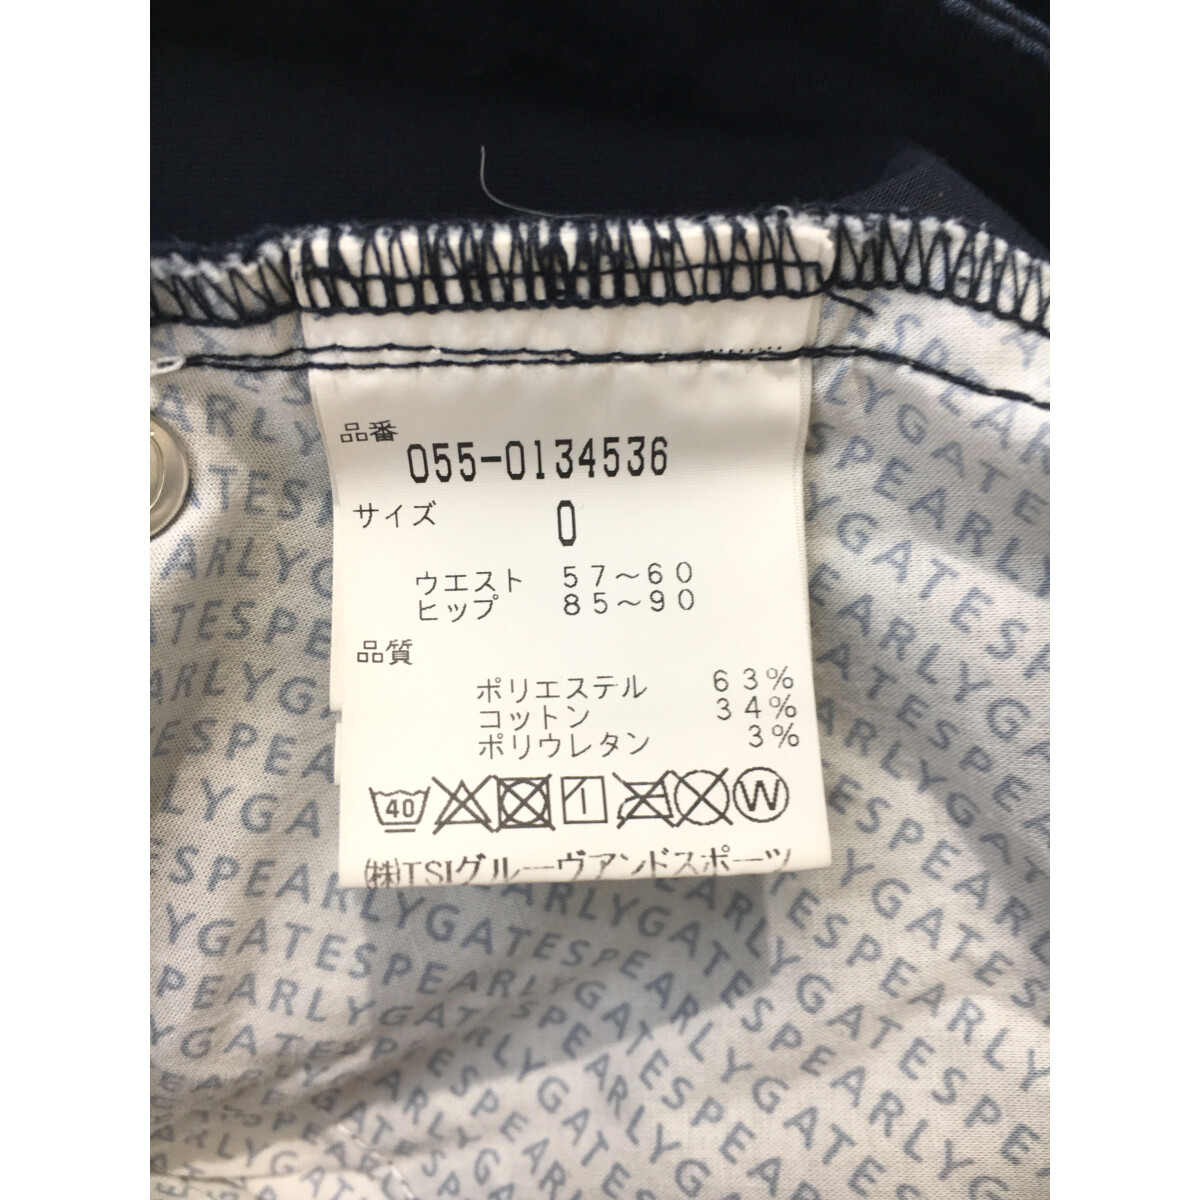 品番
055-0134536
サイズ 0
ウエスト 57～60
ヒップ 85～90
品質
ポリエステル 63%
コットン 34%
ポリウレタン 3%
40 W
㈱TSIグルーヴアンドスポーツ
PEARLYGATES